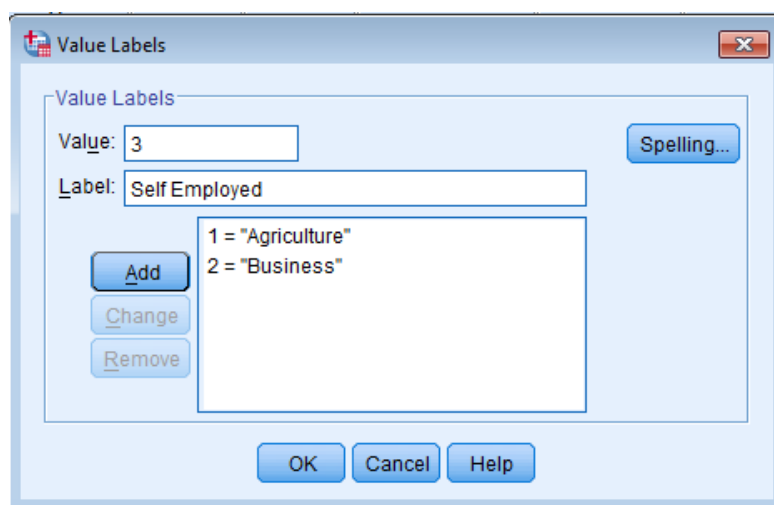 Value Labels
Value Labels
Value: 3
Spelling...
Label: Self Employed
1 = "Agriculture"
2 = "Business"
Add
Change
Remove
OK Cancel Help